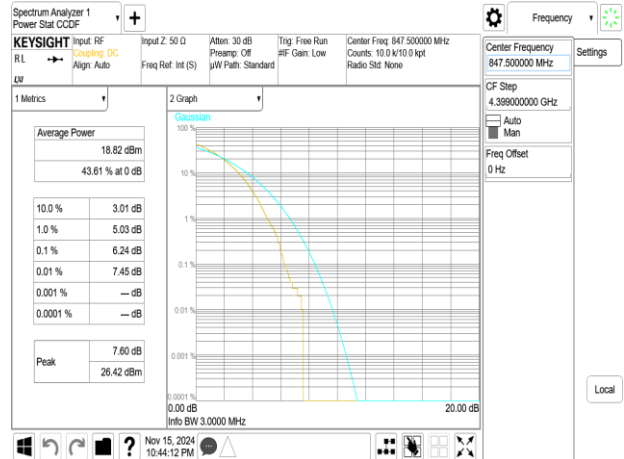 Spectrum Analyzer 1
Power Stat CCDF
+
Frequency
KEYSIGHT
RL
Input: RF
Coupling: DC
Align: Auto
Input Z: 50 Ω
Freq Ref: Int (S)
Atten: 30 dB
Preamp: Off
µW Path: Standard
Trig: Free Run
#IF Gain: Low
Center Freq: 847.500000 MHz
Counts: 10.0 k/10.0 kpt
Radio Std: None
LXI
1 Metrics
Average Power
18.82 dBm
43.61 % at 0 dB
10.0 % 3.01 dB
1.0 % 5.03 dB
0.1 % 6.24 dB
0.01 % 7.45 dB
0.001 % --- dB
0.0001 % --- dB
Peak
7.60 dB
26.42 dBm
2 Graph
Gaussian
100 %
10 %
1 %
0.1 %
0.01 %
0.001 %
0.0001 %
0.00 dB 20.00 dB
Info BW 3.0000 MHz
Center Frequency
847.500000 MHz
Settings
CF Step
4.399000000 GHz
Auto
Man
Freq Offset
0 Hz
Local
?
Nov 15, 2024
10:44:12 PM